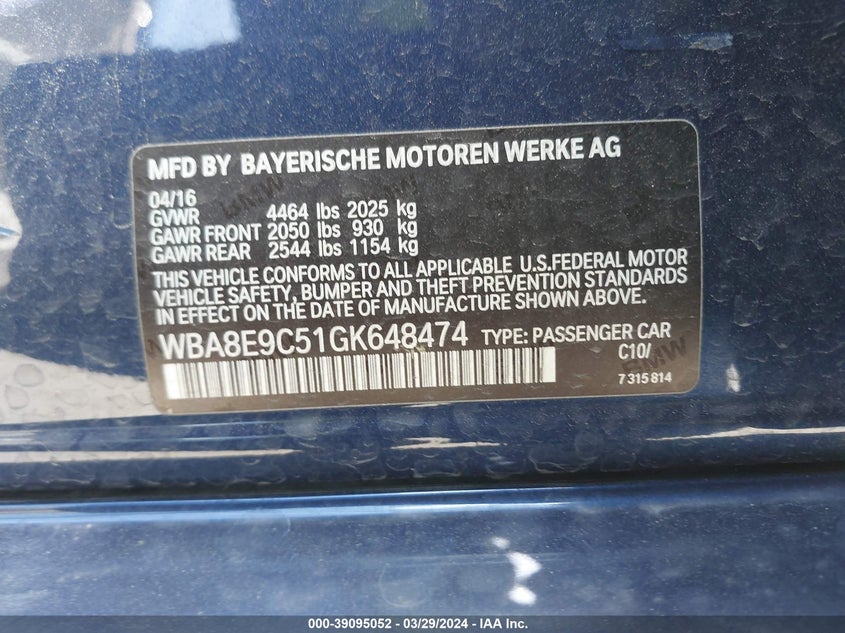 MFD BY BAYERISCHE MOTOREN WERKE AG
04/16
GVWR 4464 lbs 2025 kg
GAWR FRONT 2050 lbs 930 kg
GAWR REAR 2544 lbs 1154 kg
THIS VEHICLE CONFORMS TO ALL APPLICABLE U.S.FEDERAL MOTOR
VEHICLE SAFETY, BUMPER AND THEFT PREVENTION STANDARDS
IN EFFECT ON THE DATE OF MANUFACTURE SHOWN ABOVE.
WBA8E9C51GK648474 TYPE: PASSENGER CAR
C10/
BMW
7 315 814
000-39095052 - 03/29/2024 - IAA Inc.